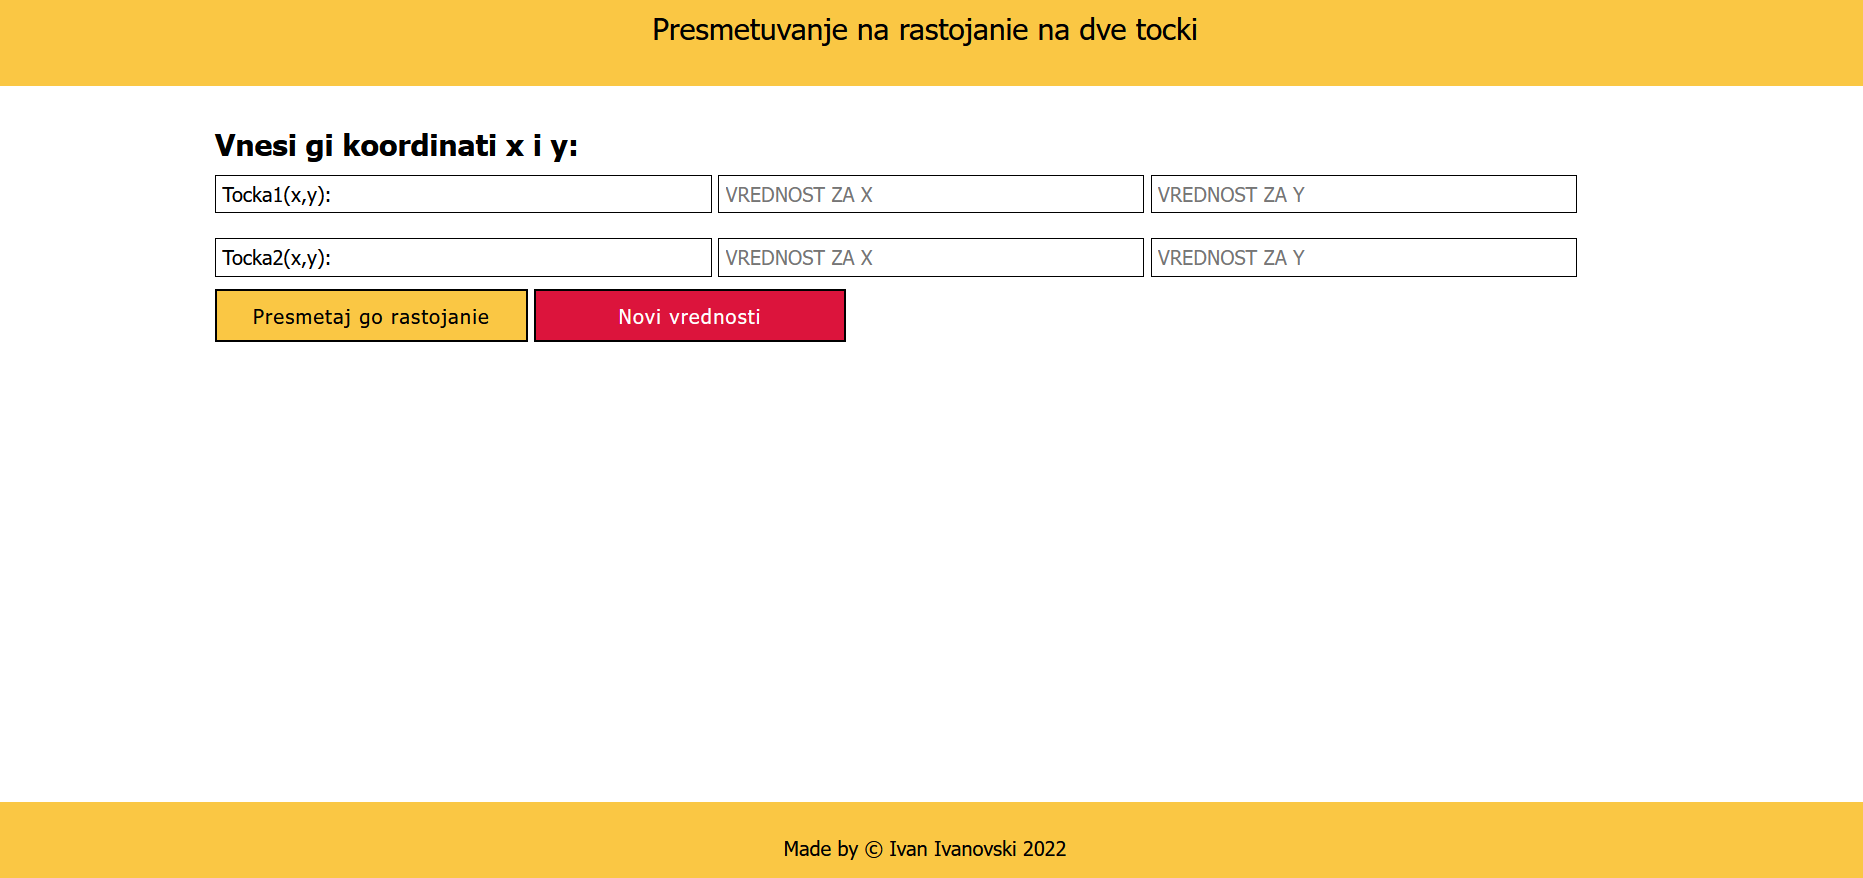 Presmetuvanje na rastojanie na dve tocki
Vnesi gi koordinati x i y:
Tocka1(x,y): VREDNOST ZA X VREDNOST ZA Y
Tocka2(x,y): VREDNOST ZA X VREDNOST ZA Y
Presmetaj go rastojanie Novi vrednosti
Made by © Ivan Ivanovski 2022